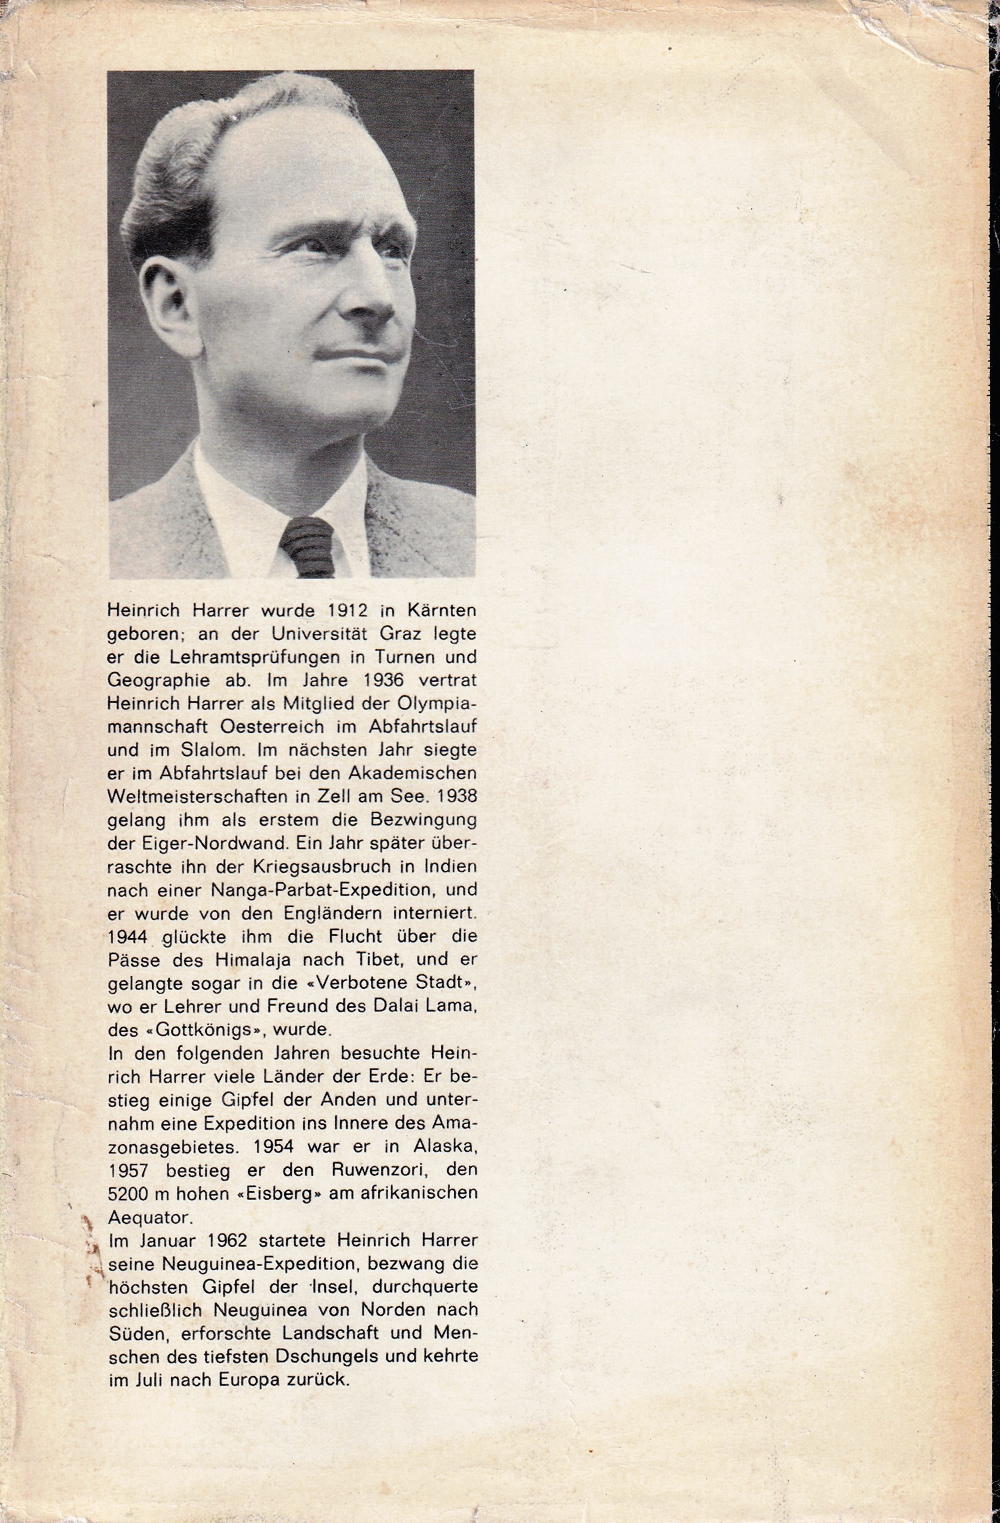 Heinrich Harrer wurde 1912 in Kärnten
geboren; an der Universität Graz legte
er die Lehramtsprüfungen in Turnen und
Geographie ab. Im Jahre 1936 vertrat
Heinrich Harrer als Mitglied der Olympia-
mannschaft Oesterreich im Abfahrtslauf
und im Slalom. Im nächsten Jahr siegte
er im Abfahrtslauf bei den Akademischen
Weltmeisterschaften in Zell am See. 1938
gelang ihm als erstem die Bezwingung
der Eiger-Nordwand. Ein Jahr später über-
raschte ihn der Kriegsausbruch in Indien
nach einer Nanga-Parbat-Expedition, und
er wurde von den Engländern interniert.
1944 glückte ihm die Flucht über die
Pässe des Himalaja nach Tibet, und er
gelangte sogar in die «Verbotene Stadt»,
wo er Lehrer und Freund des Dalai Lama,
des «Gottkönigs», wurde.
In den folgenden Jahren besuchte Hein-
rich Harrer viele Länder der Erde: Er be-
stieg einige Gipfel der Anden und unter-
nahm eine Expedition ins Innere des Ama-
zonasgebietes. 1954 war er in Alaska,
1957 bestieg er den Ruwenzori, den
5200 m hohen «Eisberg» am afrikanischen
Aequator.
Im Januar 1962 startete Heinrich Harrer
seine Neuguinea-Expedition, bezwang die
höchsten Gipfel der Insel, durchquerte
schließlich Neuguinea von Norden nach
Süden, erforschte Landschaft und Men-
schen des tiefsten Dschungels und kehrte
im Juli nach Europa zurück.